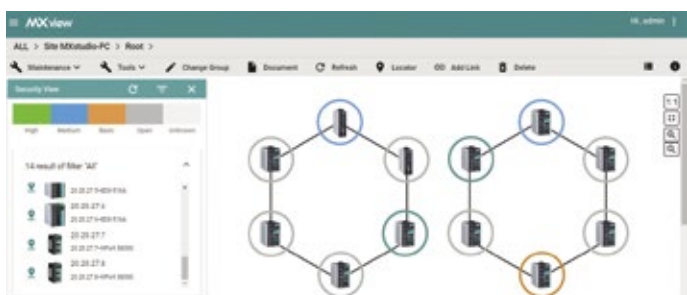 MXview
Hi, admin
ALL > Site MXstudio-PC > Root >
Maintenance Tools Change Group Document Refresh Locator Add Link Delete
Security View
High Medium Basic Open Unknown
14 result of filter "All"
20.20.27.6
20.20.27.7
20.20.27.8